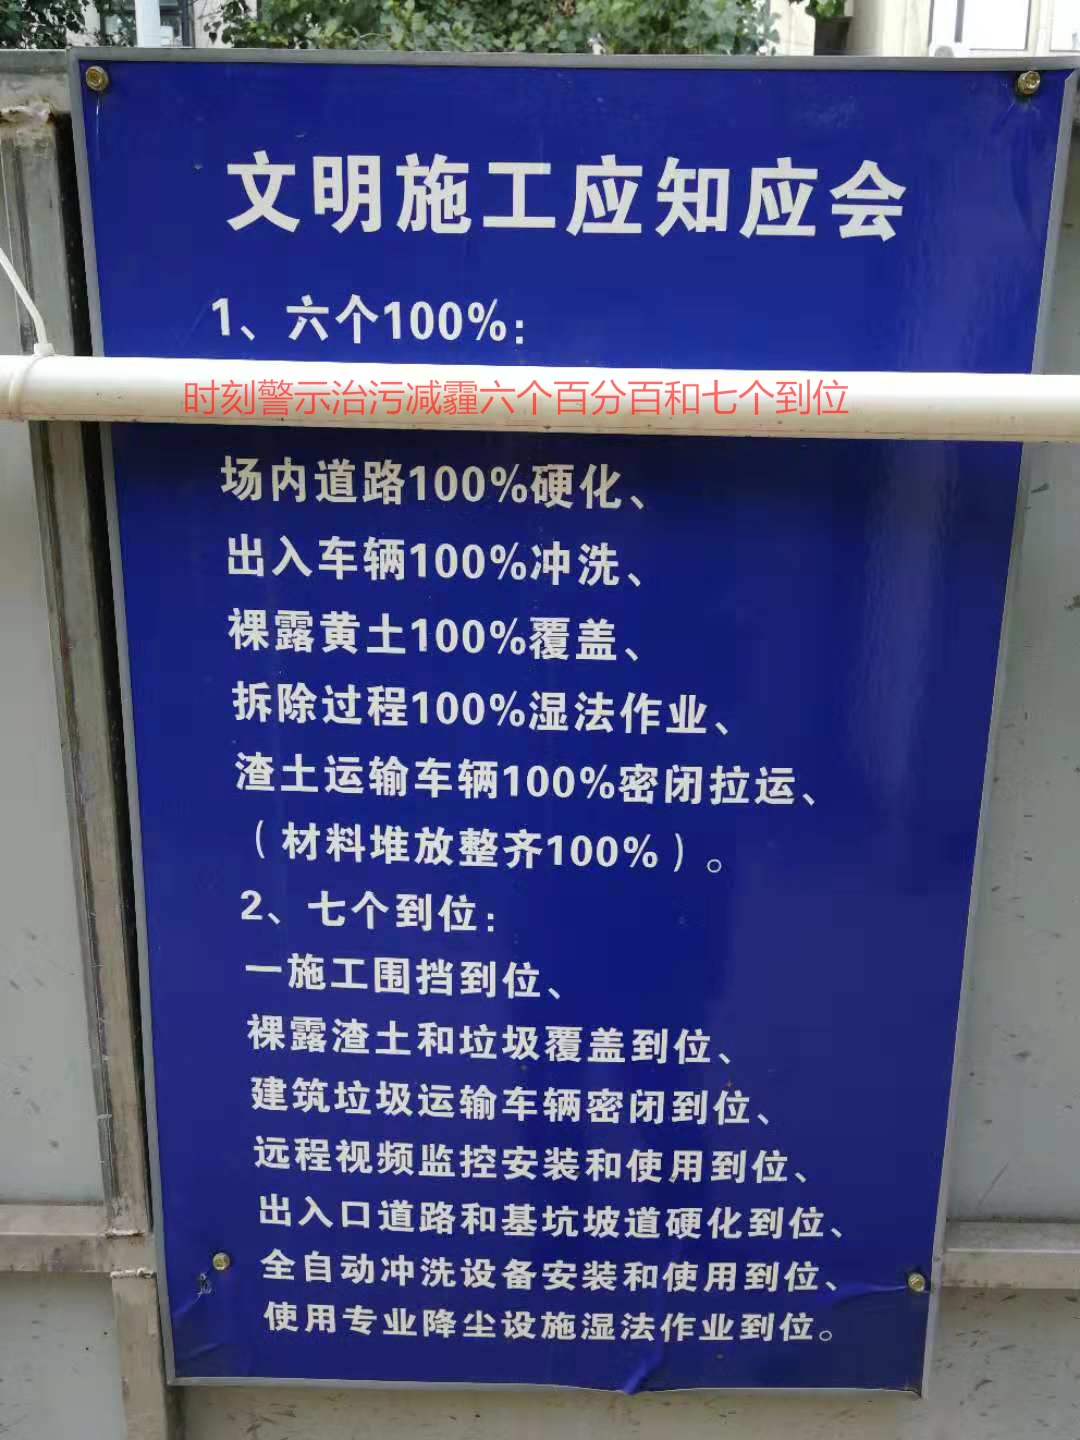 文明施工应知应会
1、六个100%：
时刻警示治污减霾六个百分百和七个到位
场内道路100%硬化、
出入车辆100%冲洗、
裸露黄土100%覆盖、
拆除过程100%湿法作业、
渣土运输车辆100%密闭拉运、
（材料堆放整齐100%）。
2、七个到位：
一施工围挡到位、
裸露渣土和垃圾覆盖到位、
建筑垃圾运输车辆密闭到位、
远程视频监控安装和使用到位、
出入口道路和基坑坡道硬化到位、
全自动冲洗设备安装和使用到位、
使用专业降尘设施湿法作业到位。